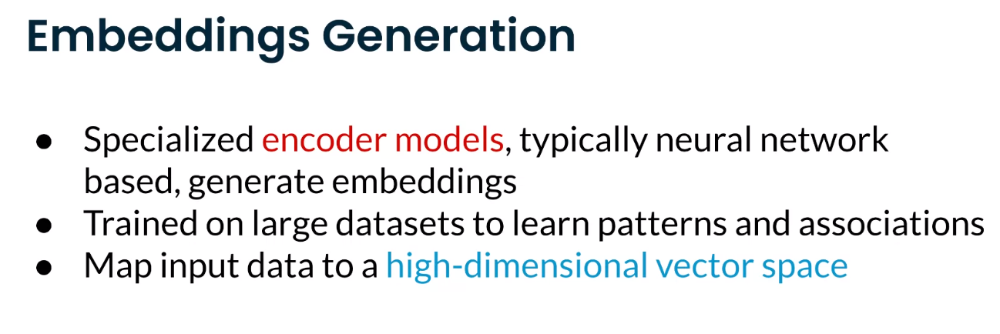 Embeddings Generation
● Specialized encoder models, typically neural network
based, generate embeddings
● Trained on large datasets to learn patterns and associations
● Map input data to a high-dimensional vector space